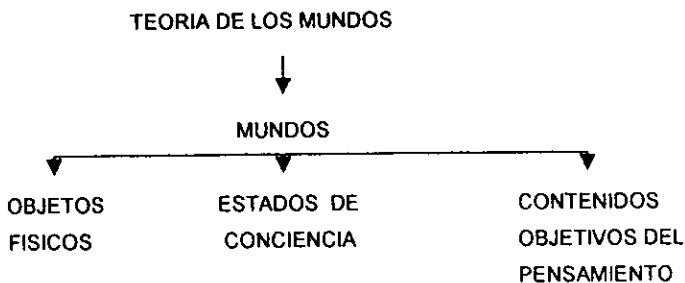 TEORIA DE LOS MUNDOS
MUNDOS
OBJETOS
FISICOS
ESTADOS DE
CONCIENCIA
CONTENIDOS
OBJETIVOS DEL
PENSAMIENTO